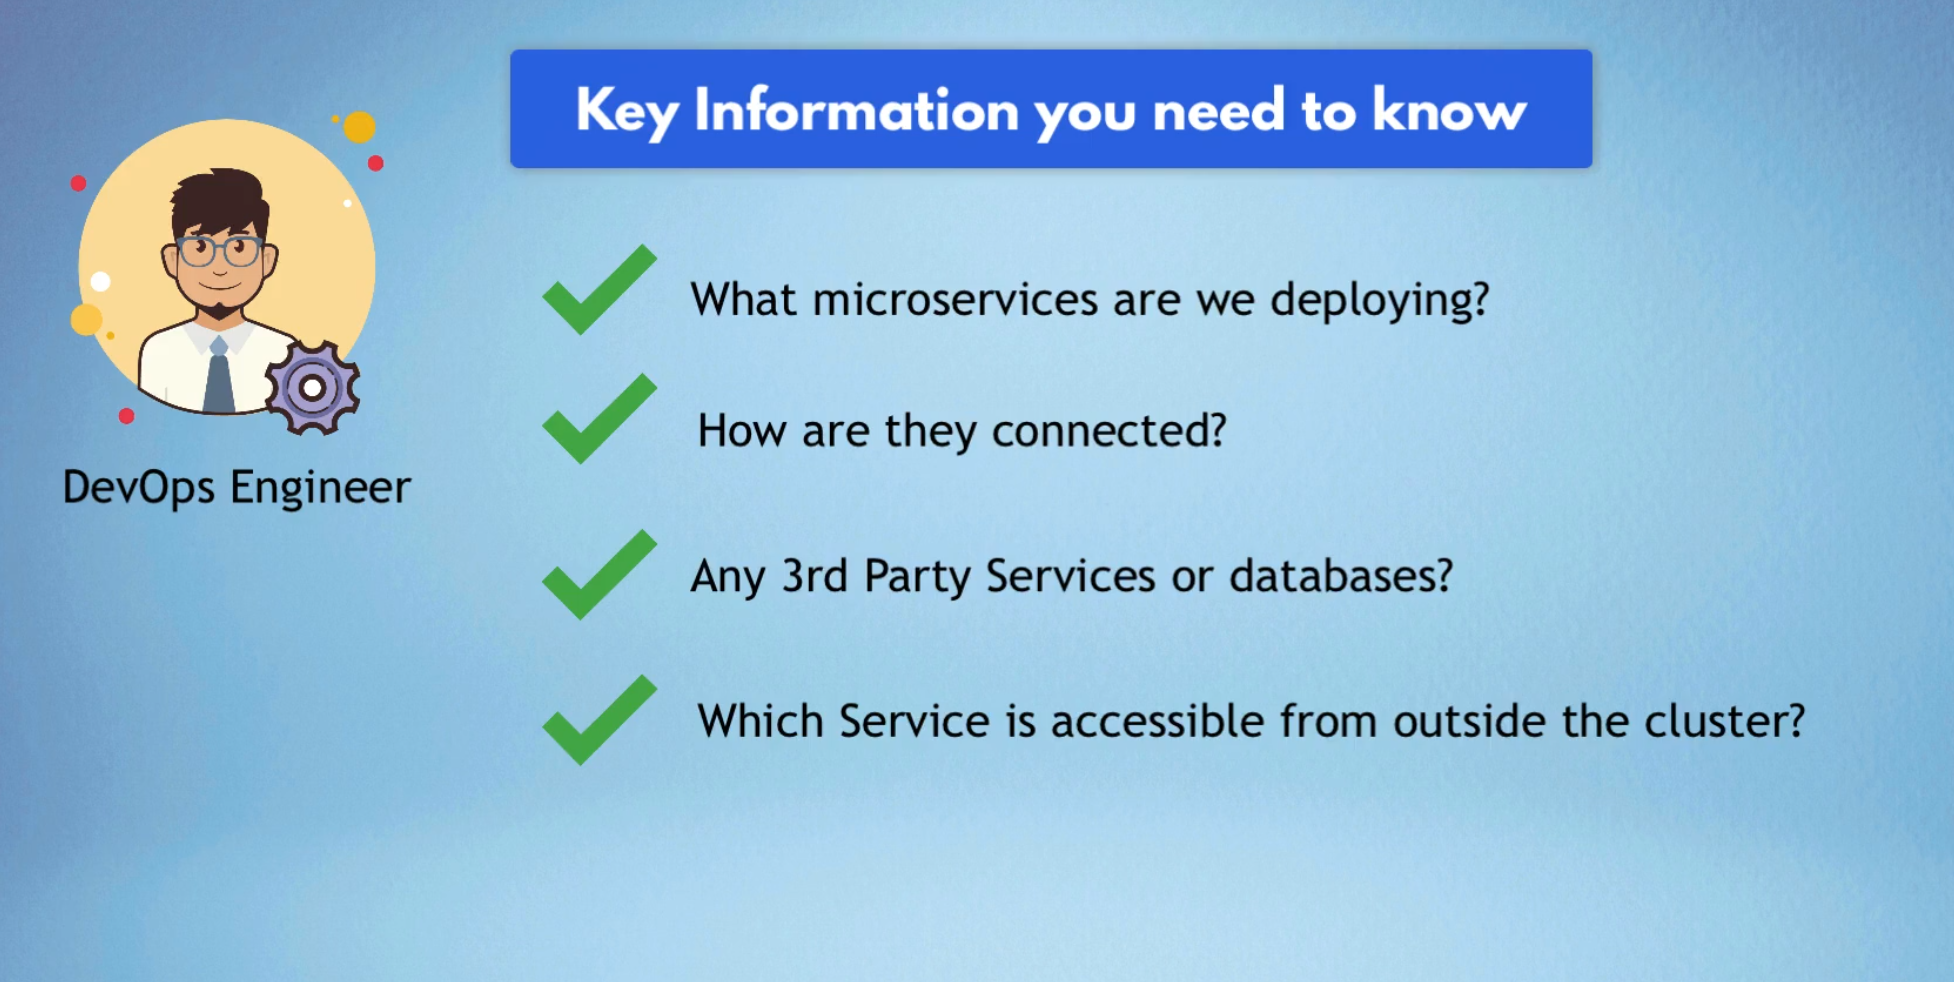 Key Information you need to know
What microservices are we deploying?
How are they connected?
DevOps Engineer
Any 3rd Party Services or databases?
Which Service is accessible from outside the cluster?